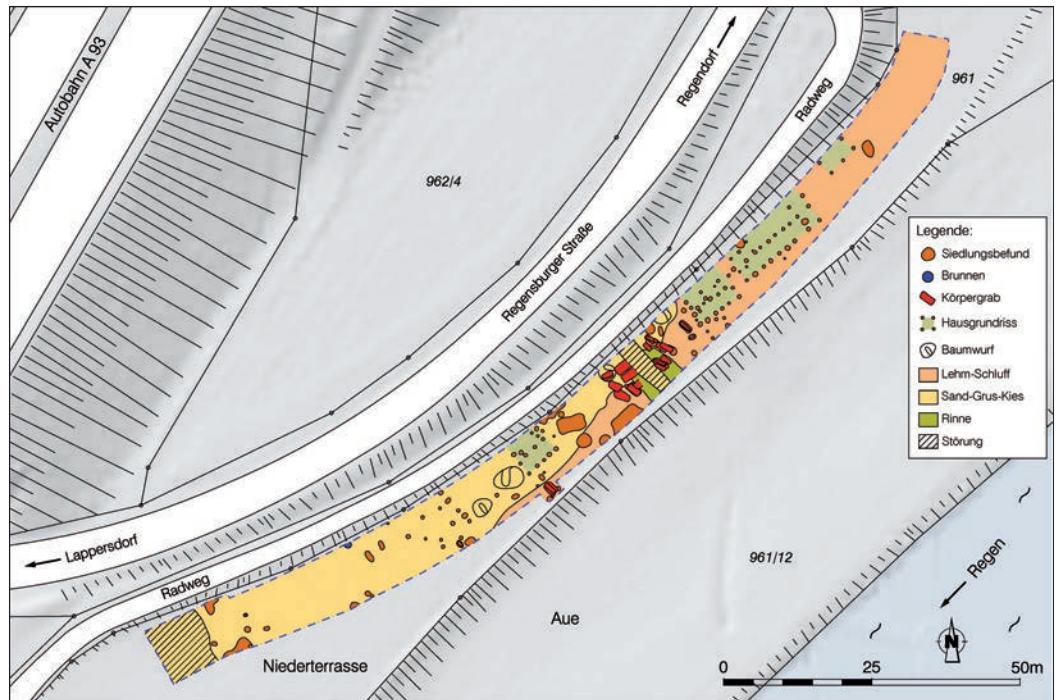 Autobahn A 93
Regendorf
Radweg
961
962/4
Regensburger Straße
Legende:
Siedlungsbefund
Brunnen
Körpergrab
Hausgrundriss
Baumwurf
Lehm-Schluff
Sand-Grus-Kies
Rinne
Störung
Lappersdorf
Radweg
961/12
Regen
Aue
Niederterrasse
N
0 25 50m